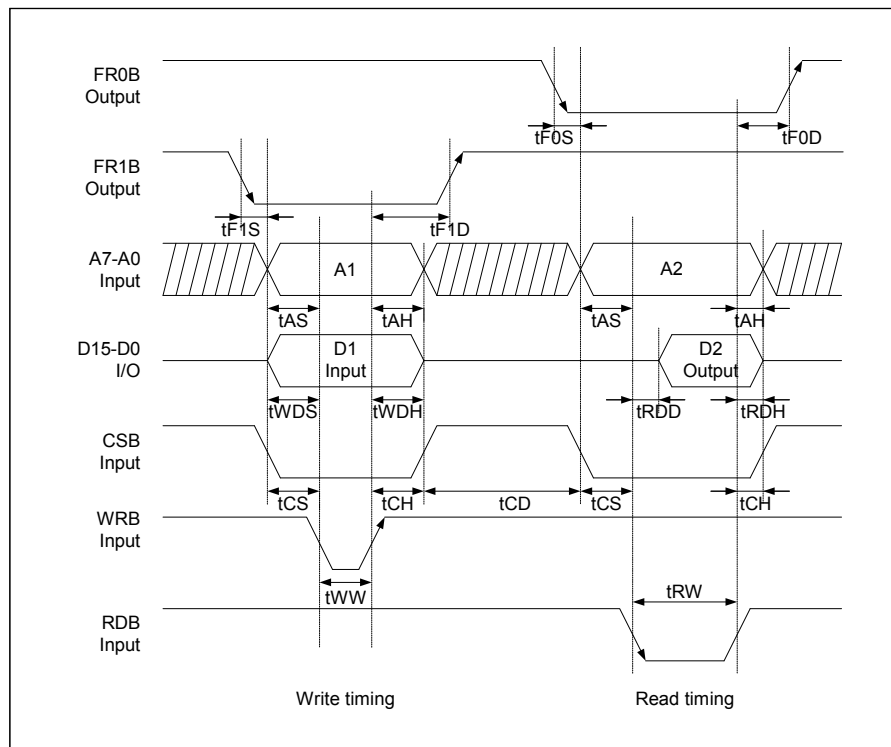 FR0B
Output
tF0S
tF0D
FR1B
Output
tF1S
tF1D
A7-A0
Input
A1
A2
tAS
tAH
tAS
tAH
D15-D0
I/O
D1
Input
D2
Output
tWDS
tWDH
tRDD
tRDH
CSB
Input
tCS
tCH
tCD
tCS
tCH
WRB
Input
tWW
tRW
RDB
Input
Write timing
Read timing